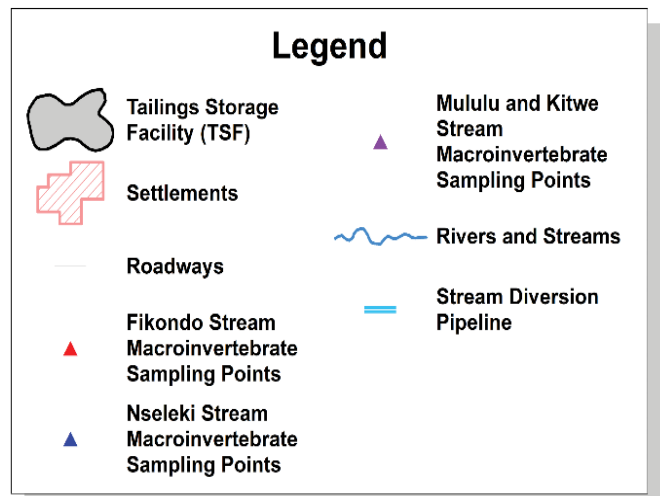 Legend
Tailings Storage
Facility (TSF)
Settlements
Roadways
Fikondo Stream
Macroinvertebrate
Sampling Points
Nseleki Stream
Macroinvertebrate
Sampling Points
Mululu and Kitwe
Stream
Macroinvertebrate
Sampling Points
Rivers and Streams
Stream Diversion
Pipeline